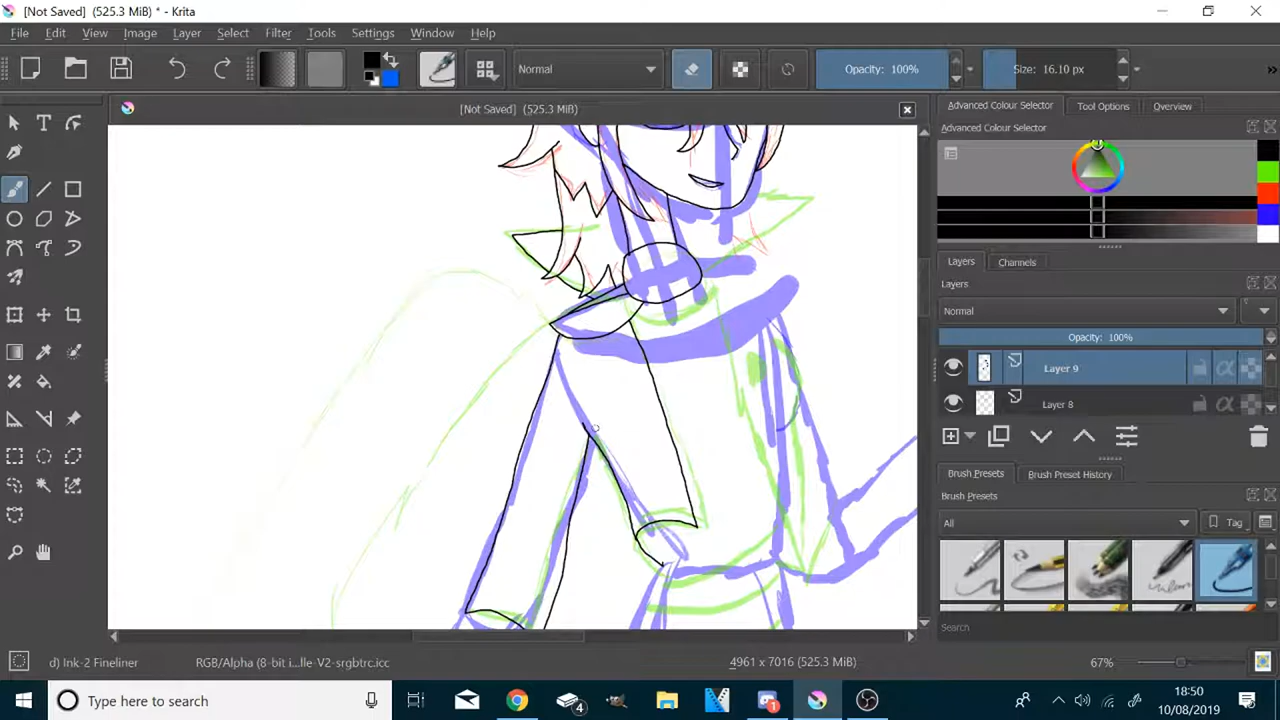 [Not Saved] (525.3 MiB) * - Krita
File Edit View Image Layer Select Filter Tools Settings Window Help
Normal
Opacity: 100%
Size: 16.10 px
[Not Saved] (525.3 MiB)
Advanced Colour Selector
Tool Options
Overview
Advanced Colour Selector
Layers
Channels
Layers
Normal
Opacity: 100%
Layer 9
Layer 8
Brush Presets
Brush Preset History
Brush Presets
All
Tag
Search
d) Ink-2 Fineliner
RGB/Alpha (8-bit i...lle-V2-srgbtrc.icc
4961 x 7016 (525.3 MiB)
67%
Type here to search
4
1
18:50
10/08/2019